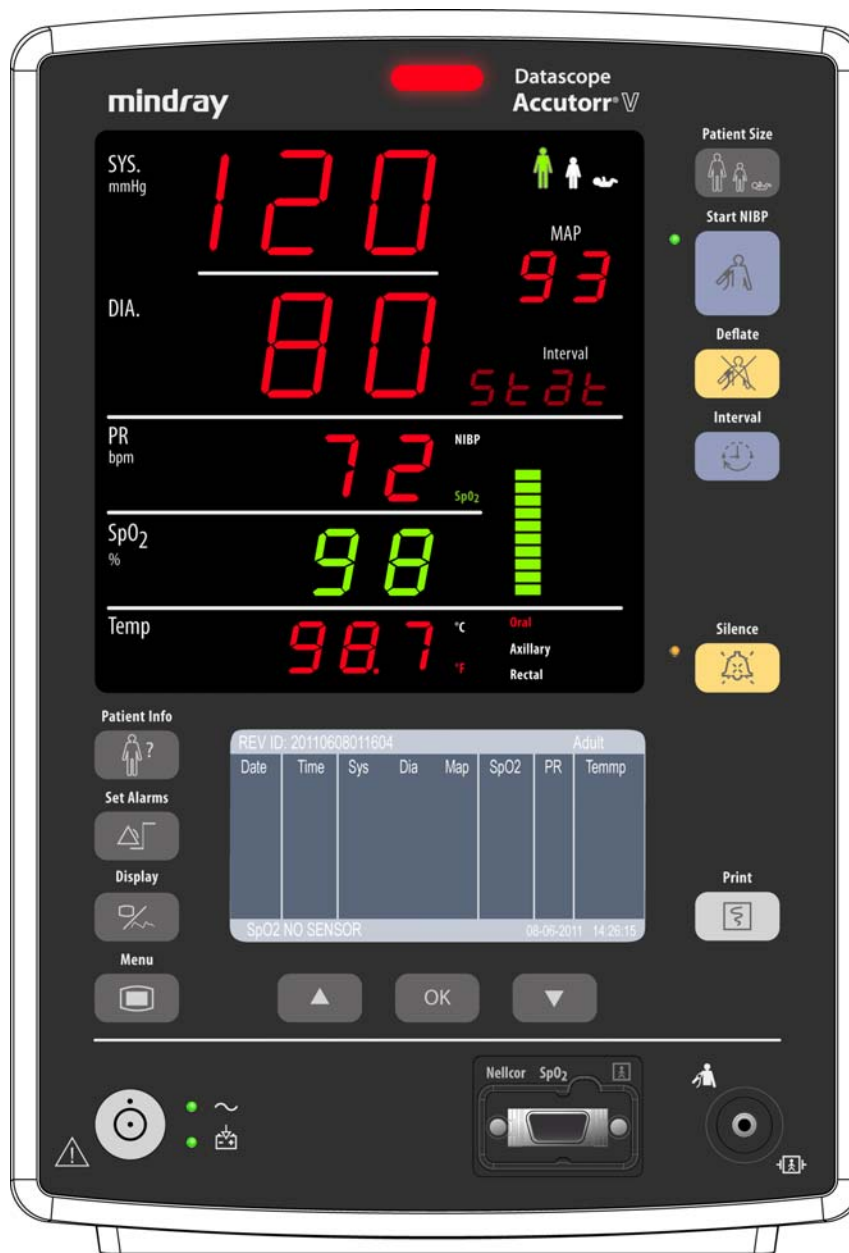 mindray
Datascope
Accutorr® V
SYS.
mmHg
120
MAP
93
DIA.
80
Interval
Stat
PR
bpm
72
NIBP
SpO2
SpO2
%
98
Temp
98.7
°C
°F
Oral
Axillary
Rectal
Patient Size
Start NIBP
Deflate
Interval
Silence
Print
Patient Info
?
Set Alarms
Display
Menu
REV ID: 20110608011604 Adult
Date Time Sys Dia Map SpO2 PR Temmp
SpO2 NO SENSOR 08-06-2011 14:26:15
OK
Nellcor SpO2